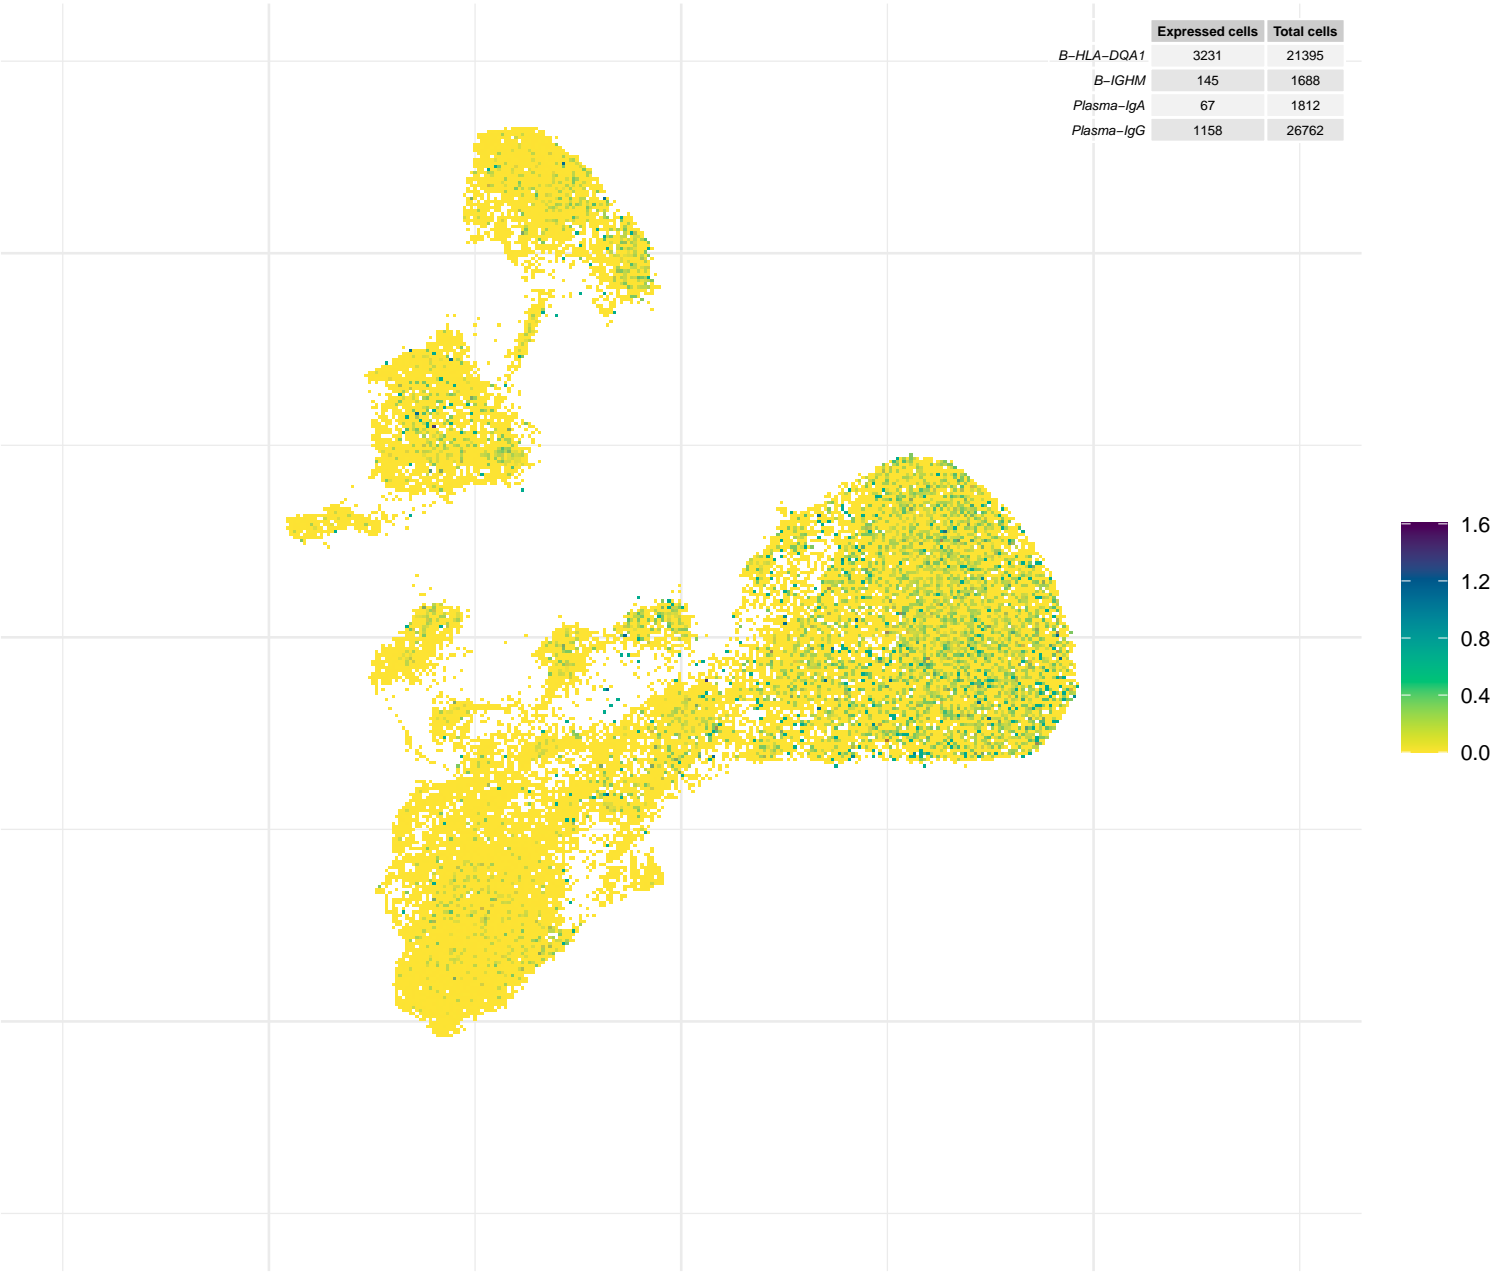 Expressed cells Total cells
B−HLA−DQA1 3231 21395
B−IGHM 145 1688
Plasma−IgA 67 1812
Plasma−IgG 1158 26762
1.6
1.2
0.8
0.4
0.0